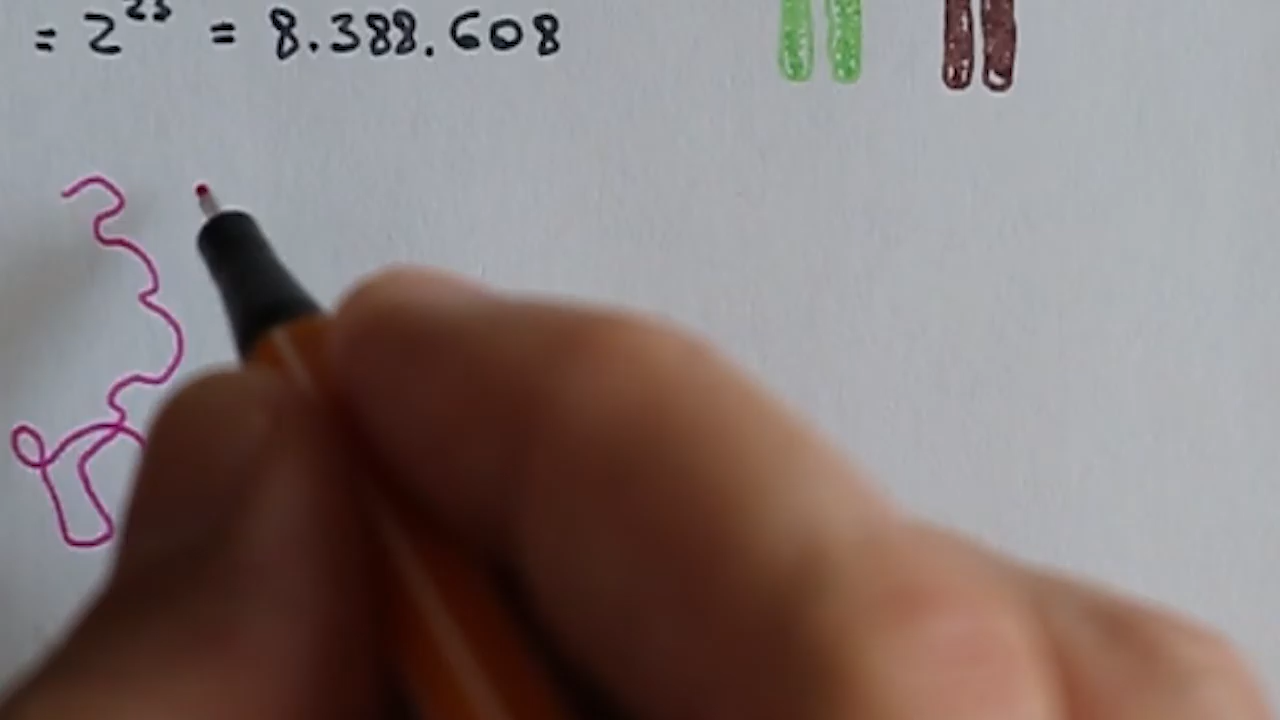 = 2²³ = 8.388.608